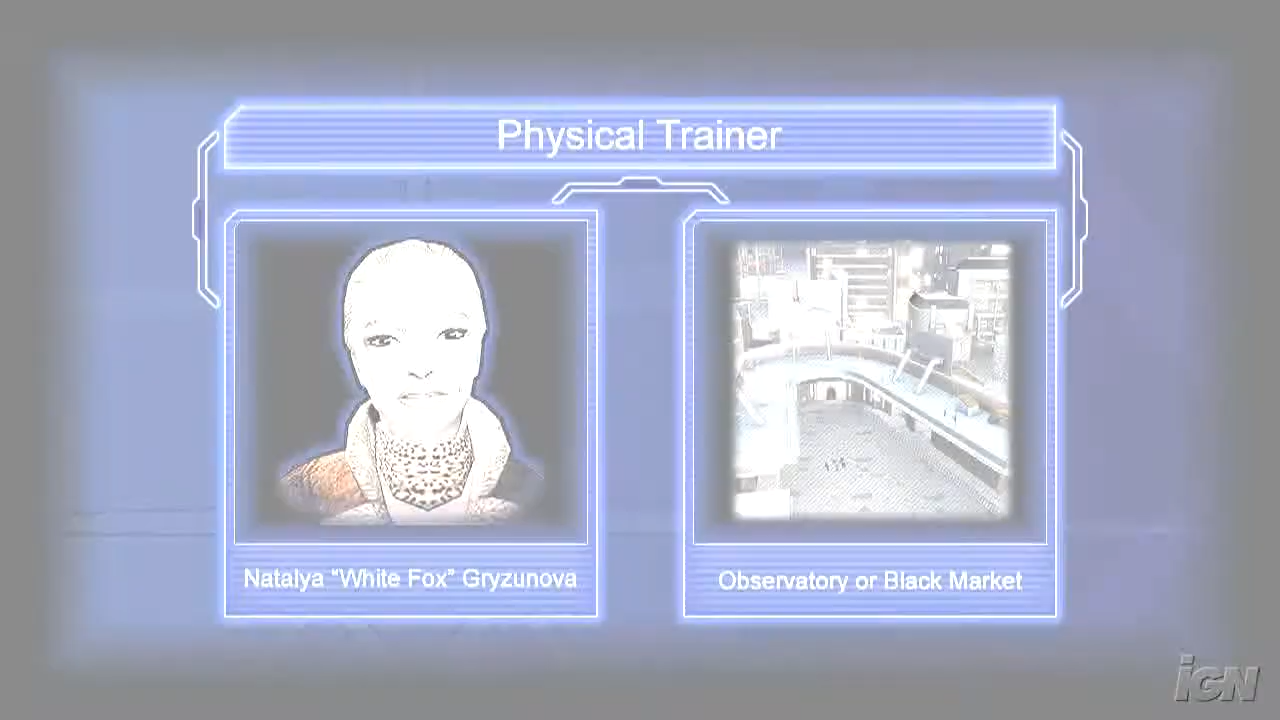 Physical Trainer
Natalya “White Fox” Gryzunova
Observatory or Black Market
iGN